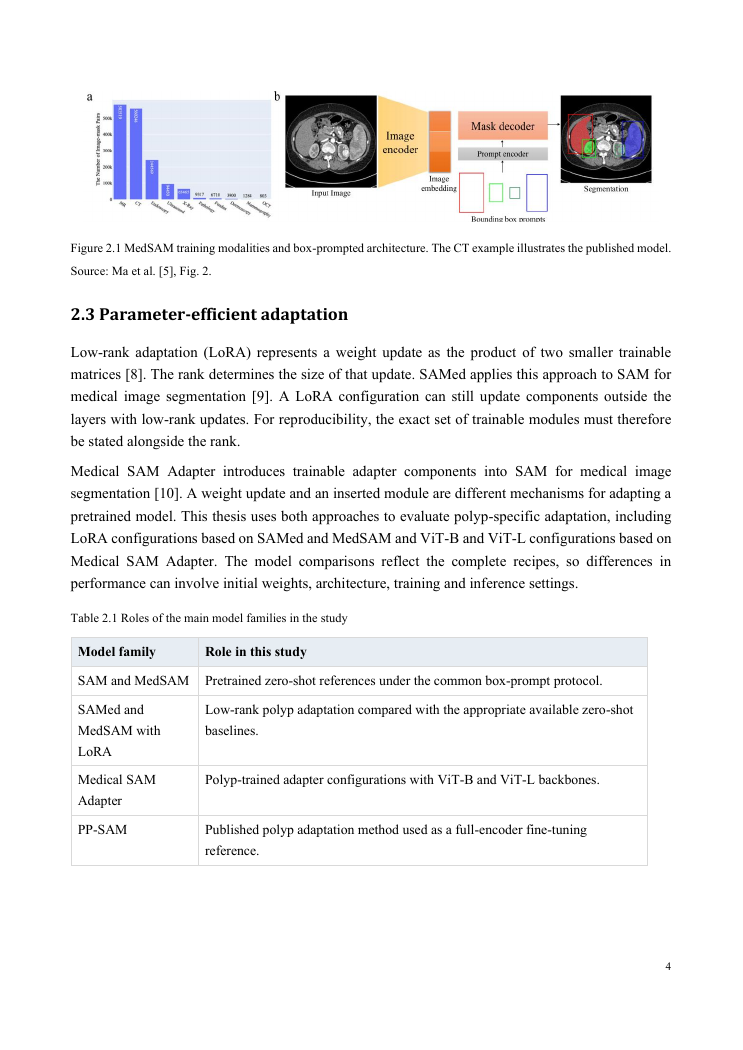 a
b
The Number of Image-mask Pairs
500k
400k
300k
200k
100k
0
9317 6710 3900 1284 803
MR CT Endoscopy Ultrasound X-Ray Pathology Fundus Dermoscopy Mammography OCT
Input Image
Image encoder
Image embedding
Mask decoder
Prompt encoder
Bounding box prompts
Segmentation
Figure 2.1 MedSAM training modalities and box-prompted architecture. The CT example illustrates the published model.
Source: Ma et al. [5], Fig. 2.
2.3 Parameter-efficient adaptation
Low-rank adaptation (LoRA) represents a weight update as the product of two smaller trainable
matrices [8]. The rank determines the size of that update. SAMed applies this approach to SAM for
medical image segmentation [9]. A LoRA configuration can still update components outside the
layers with low-rank updates. For reproducibility, the exact set of trainable modules must therefore
be stated alongside the rank.
Medical SAM Adapter introduces trainable adapter components into SAM for medical image
segmentation [10]. A weight update and an inserted module are different mechanisms for adapting a
pretrained model. This thesis uses both approaches to evaluate polyp-specific adaptation, including
LoRA configurations based on SAMed and MedSAM and ViT-B and ViT-L configurations based on
Medical SAM Adapter. The model comparisons reflect the complete recipes, so differences in
performance can involve initial weights, architecture, training and inference settings.
Table 2.1 Roles of the main model families in the study
Model family Role in this study
SAM and MedSAM Pretrained zero-shot references under the common box-prompt protocol.
SAMed and
MedSAM with
LoRA
Low-rank polyp adaptation compared with the appropriate available zero-shot
baselines.
Medical SAM
Adapter
Polyp-trained adapter configurations with ViT-B and ViT-L backbones.
PP-SAM
Published polyp adaptation method used as a full-encoder fine-tuning
reference.
4